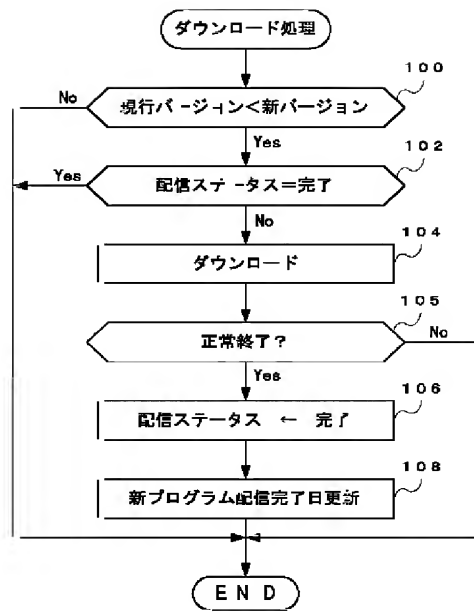 ダウンロード処理
100
No
現行バージョン<新バージョン
Yes
102
Yes
配信ステータス=完了
No
104
ダウンロード
105
正常終了?
No
Yes
106
配信ステータス ← 完了
108
新プログラム配信完了日更新
END